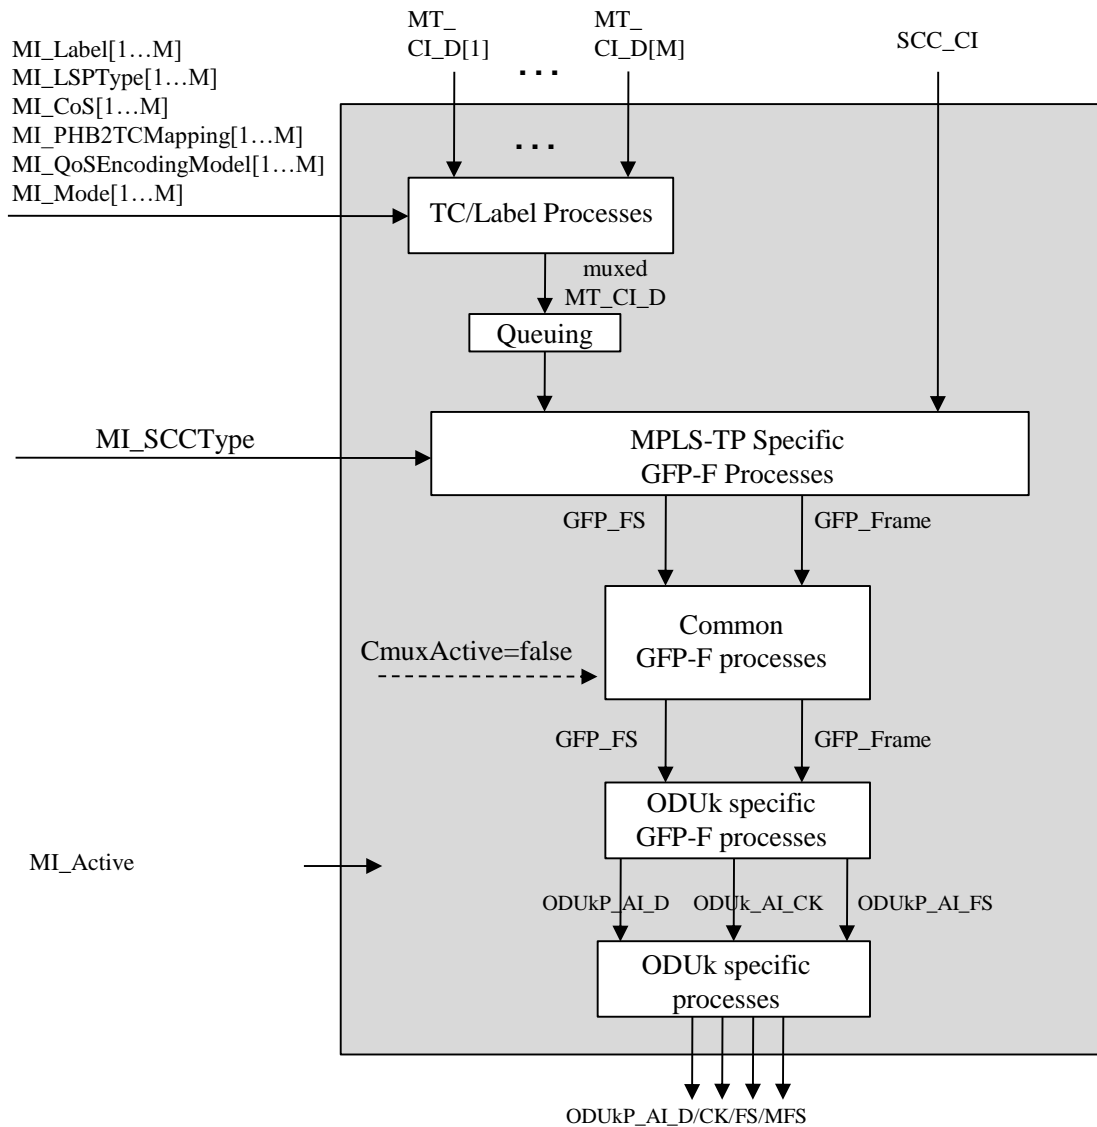 MT_
CI_D[1]
MT_
CI_D[M]
SCC_CI
...
MI_Label[1…M]
MI_LSPType[1…M]
MI_CoS[1…M]
MI_PHB2TCMapping[1…M]
MI_QoSEncodingModel[1…M]
MI_Mode[1…M]
...
TC/Label Processes
muxed
MT_CI_D
Queuing
MI_SCCType
MPLS-TP Specific
GFP-F Processes
GFP_FS
GFP_Frame
Common
GFP-F processes
CmuxActive=false
GFP_FS
GFP_Frame
ODUk specific
GFP-F processes
MI_Active
ODUkP_AI_D
ODUk_AI_CK
ODUkP_AI_FS
ODUk specific
processes
ODUkP_AI_D/CK/FS/MFS